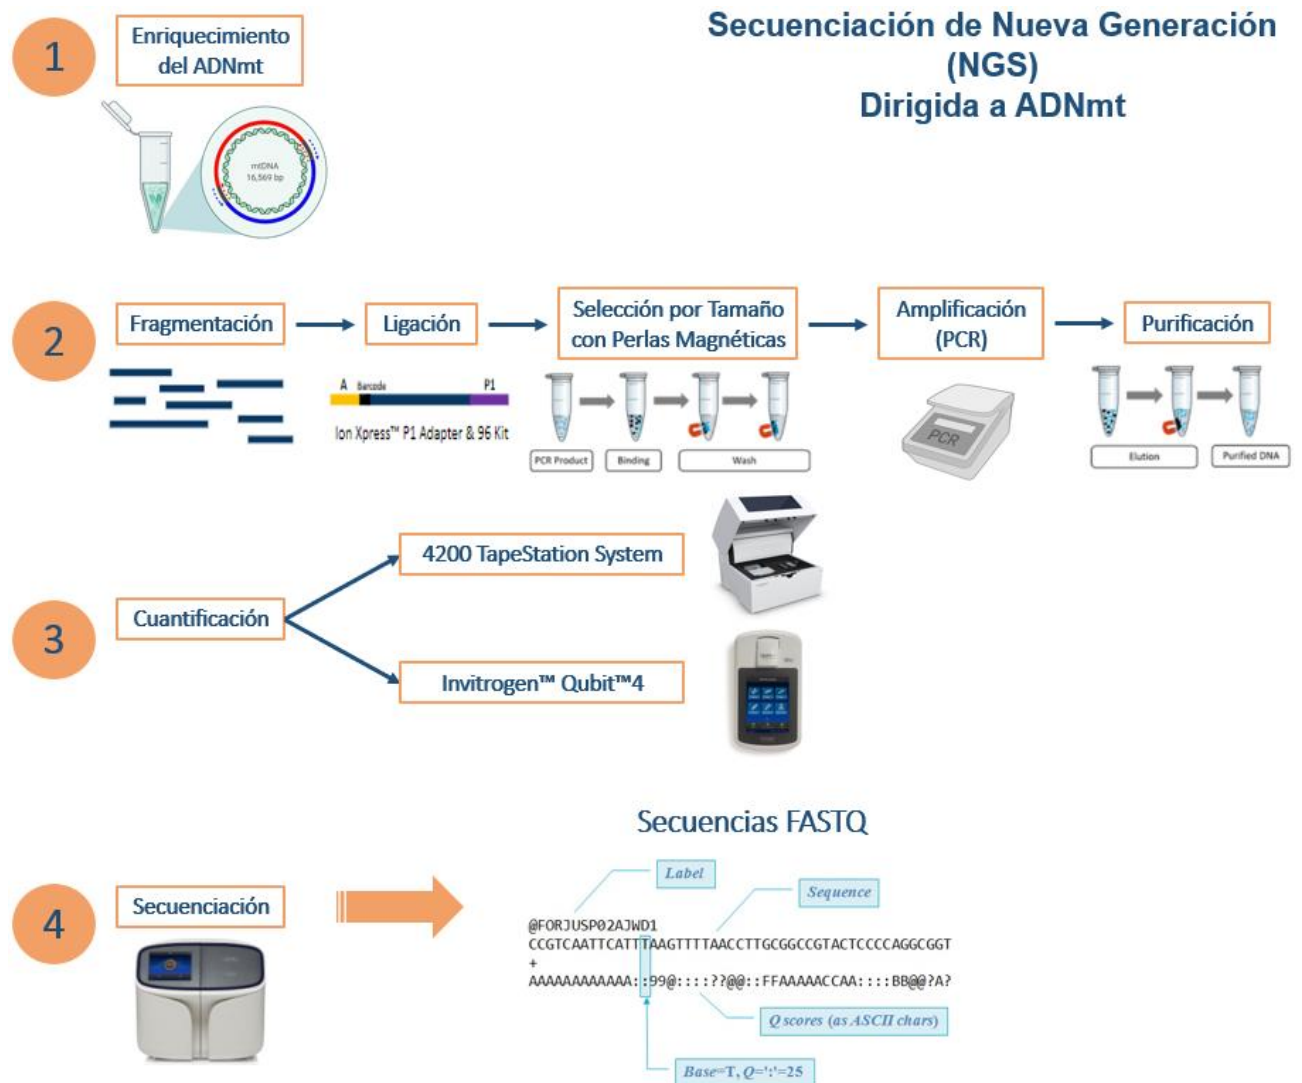 Secuenciación de Nueva Generación
(NGS)
Dirigida a ADNmt
1
Enriquecimiento
del ADNmt
mtDNA
16,569 bp
2
Fragmentación
Ligación
Selección por Tamaño
con Perlas Magnéticas
Amplificación
(PCR)
Purificación
A Barcode P1
Ion Xpress™ P1 Adapter & 96 Kit
PCR Product
Binding
Wash
PCR
Elution
Purified DNA
3
Cuantificación
4200 TapeStation System
Invitrogen™ Qubit™4
4
Secuenciación
Secuencias FASTQ
Label
Sequence
@FORJUSP02AJWD1
CCGTCAATTCATTTAAGTTTTAACCTTGCGGCCGTACTCCCCAGGCGGT
+
AAAAAAAAAAAA::99@::::??@@::FFAAAAACCAA::::BB@@?A?
Q scores (as ASCII chars)
Base=T, Q=':'=25